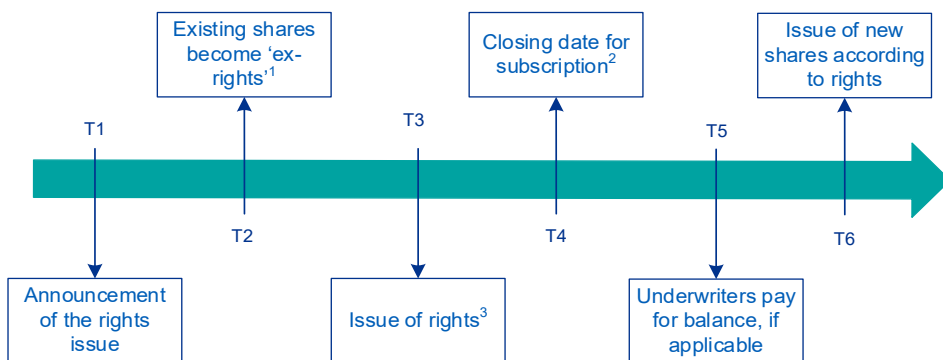 Existing shares
become ‘ex-
rights’¹
Closing date for
subscription²
Issue of new
shares according
to rights
T1
T3
T5
T2
T4
T6
Announcement
of the rights
issue
Issue of rights³
Underwriters pay
for balance, if
applicable